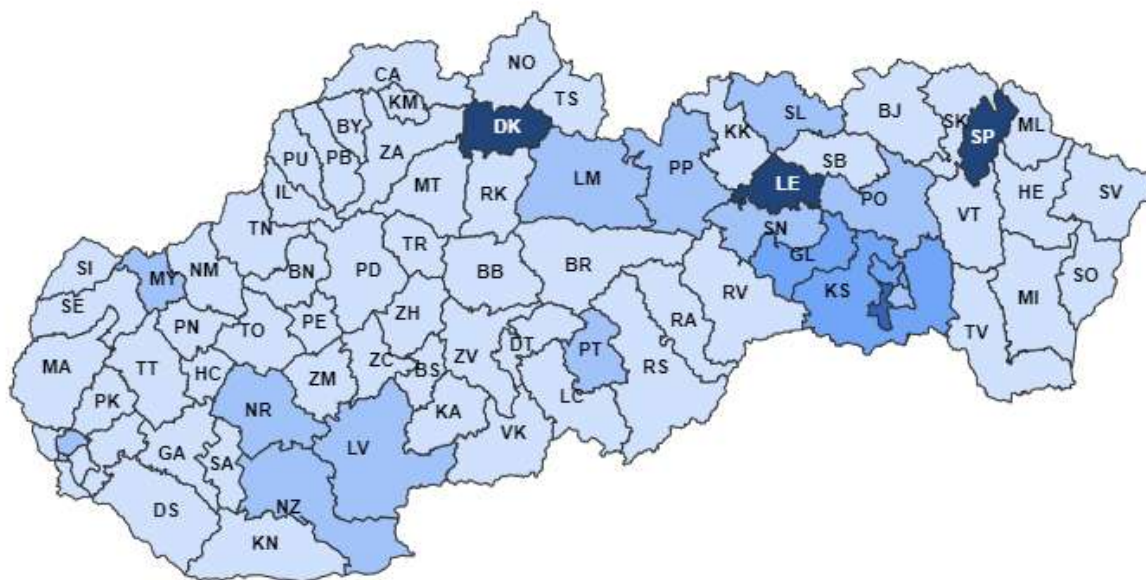 NO
CA
TS
KM
SL
BJ
SK
ML
DK
BY
KK
SP
PU
PB
ZA
SB
PP
LM
LE
MT
RK
IL
PO
HE
SV
VT
TN
SN
TR
GL
SI
MY
NM
BN
PD
BB
BR
RV
KS
SO
SE
MI
PN
TO
PE
ZH
RA
TV
DT
PT
MA
TT
HC
ZM
ZC
BS
ZV
RS
PK
NR
KA
LC
VK
LV
GA
SA
DS
NZ
KN